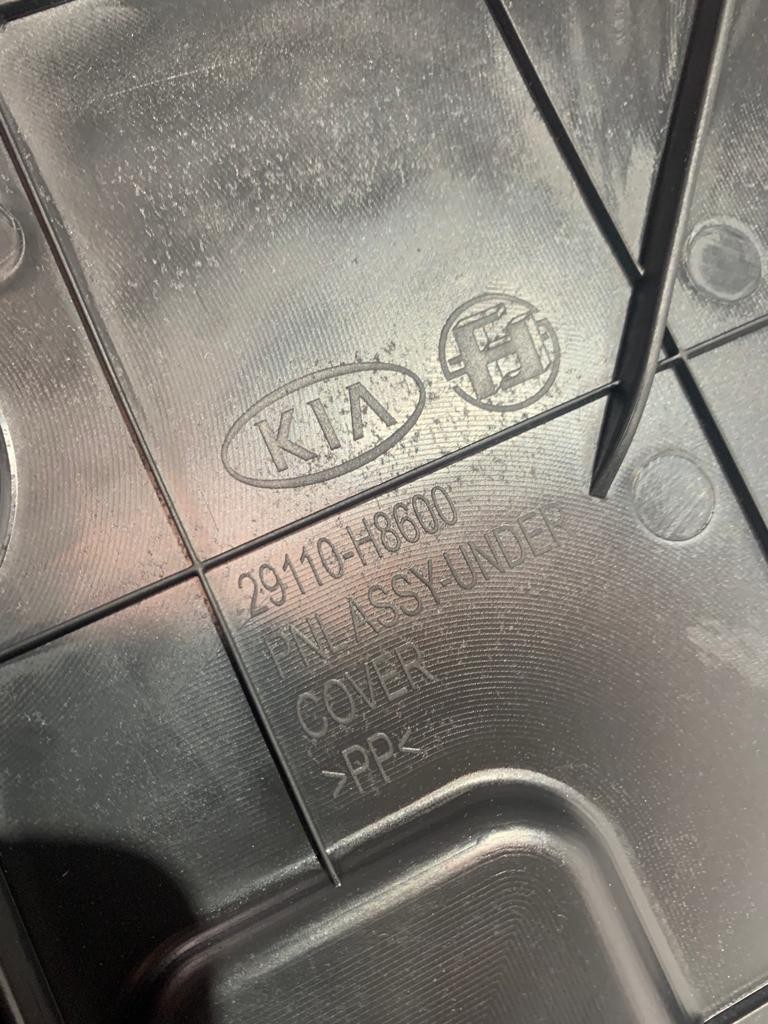 KIA
29110-H8600
PNL ASSY-UNDER
COVER
>PP<